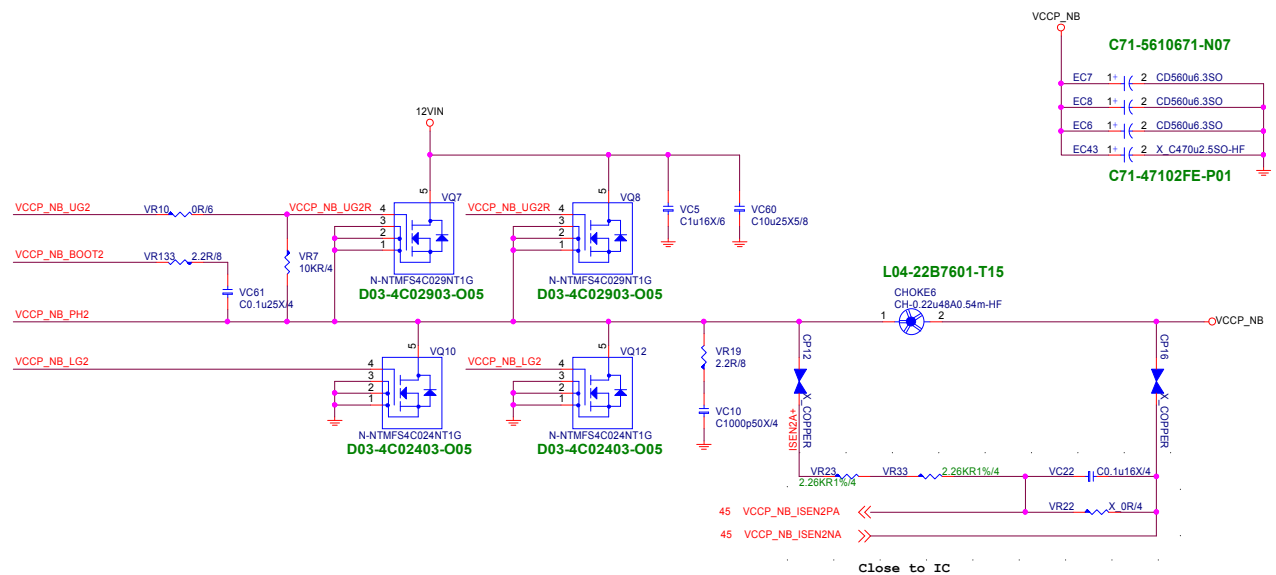 VCCP_NB
C71-5610671-N07
EC7 1+ 2 CD560u6.3SO
EC8 1+ 2 CD560u6.3SO
EC6 1+ 2 CD560u6.3SO
EC43 1+ 2 X_C470u2.5SO-HF
C71-47102FE-P01
12VIN
5 VQ7
5 VQ8
VCCP_NB_UG2 VR10 0R/6 VCCP_NB_UG2R 4
3
2
1
VCCP_NB_UG2R 4
3
2
1
VC5
C1u16X/6
VC60
C10u25X5/8
VCCP_NB_BOOT2 VR133 2.2R/8
VR7
10KR/4
VC61
C0.1u25X/4
N-NTMFS4C029NT1G
D03-4C02903-O05
N-NTMFS4C029NT1G
D03-4C02903-O05
L04-22B7601-T15
CHOKE6
CH-0.22u48A0.54m-HF
1 2
VCCP_NB_PH2
VCCP_NB
5 VQ10
5 VQ12
VCCP_NB_LG2 4
3
2
1
VCCP_NB_LG2 4
3
2
1
VR19
2.2R/8
VC10
C1000p50X/4
N-NTMFS4C024NT1G
D03-4C02403-O05
N-NTMFS4C024NT1G
D03-4C02403-O05
CP12
X_COPPER
ISEN2A+
CP16
X_COPPER
VR23
2.26KR1%/4
VR33 2.26KR1%/4
VC22 C0.1u16X/4
VR22 X_0R/4
45 VCCP_NB_ISEN2PA
45 VCCP_NB_ISEN2NA
Close to IC